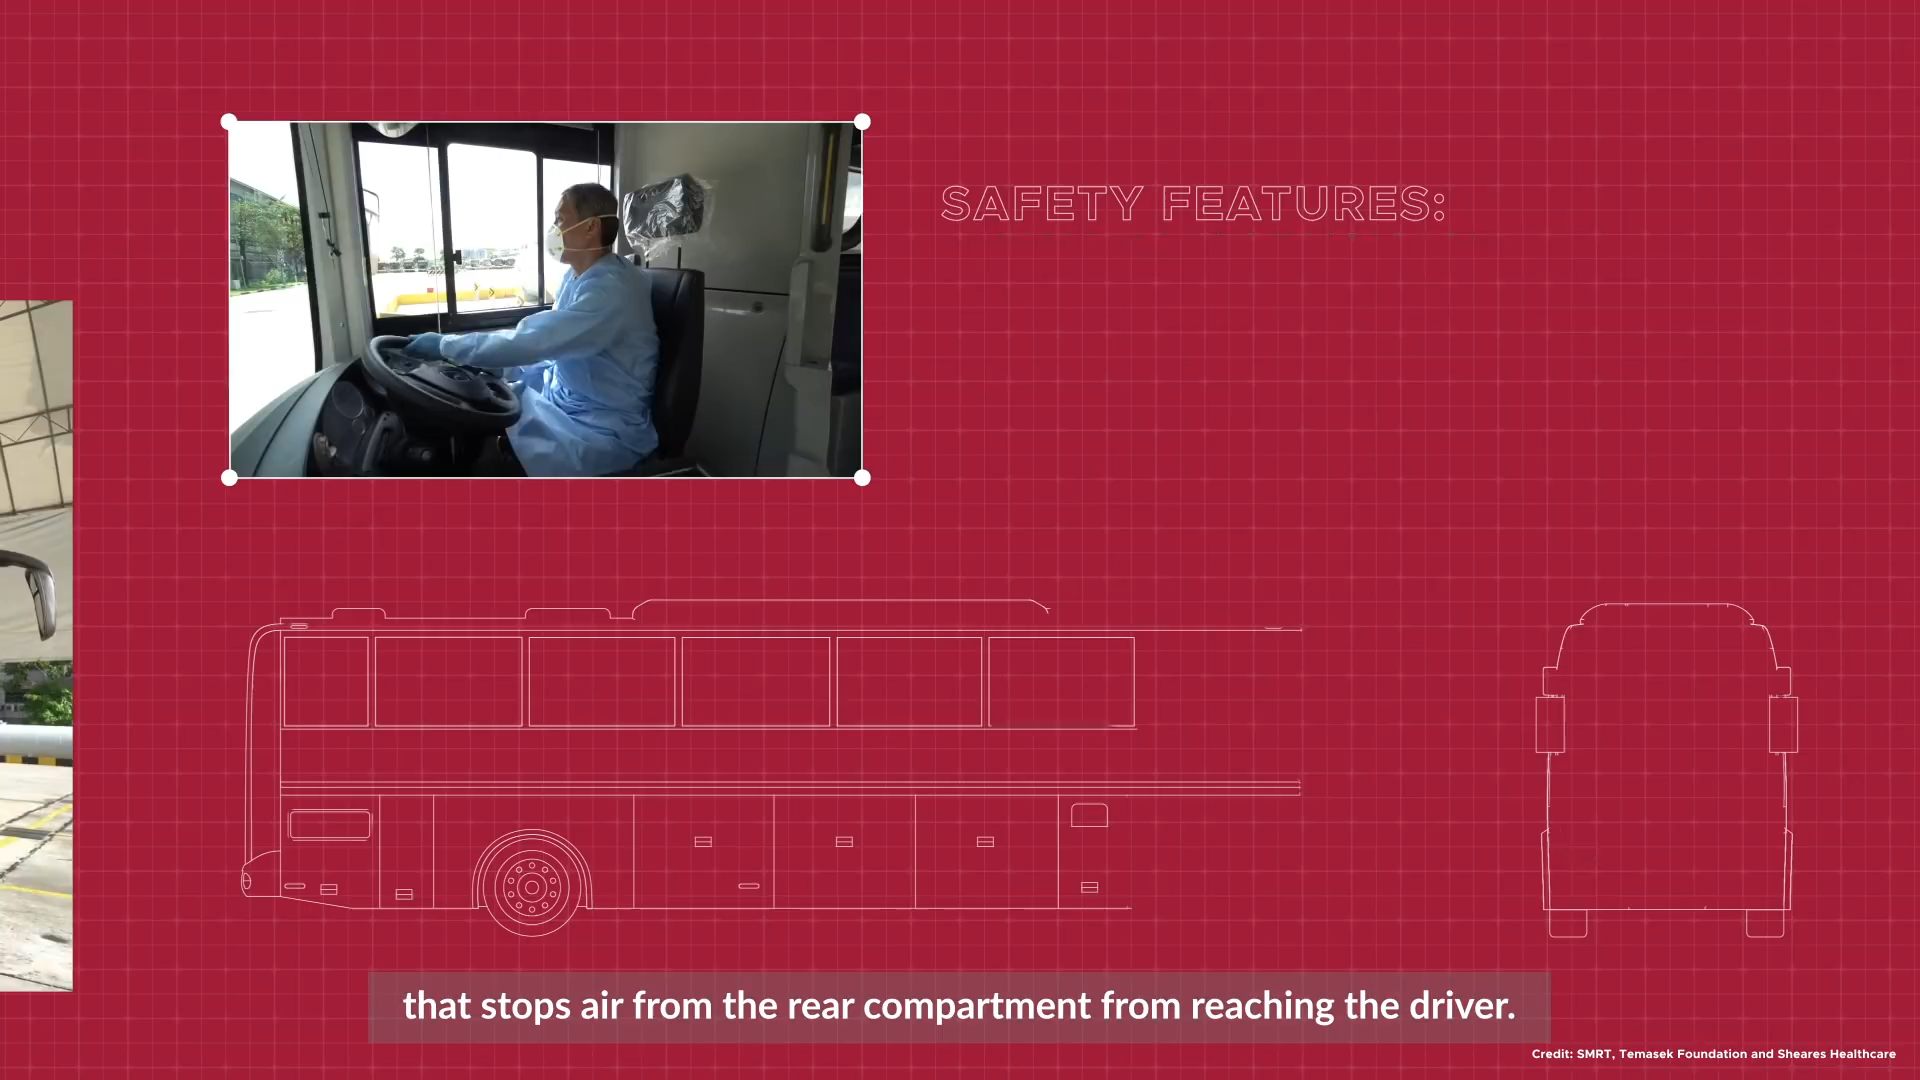 SAFETY FEATURES:
that stops air from the rear compartment from reaching the driver.
Credit: SMRT, Temasek Foundation and Sheares Healthcare